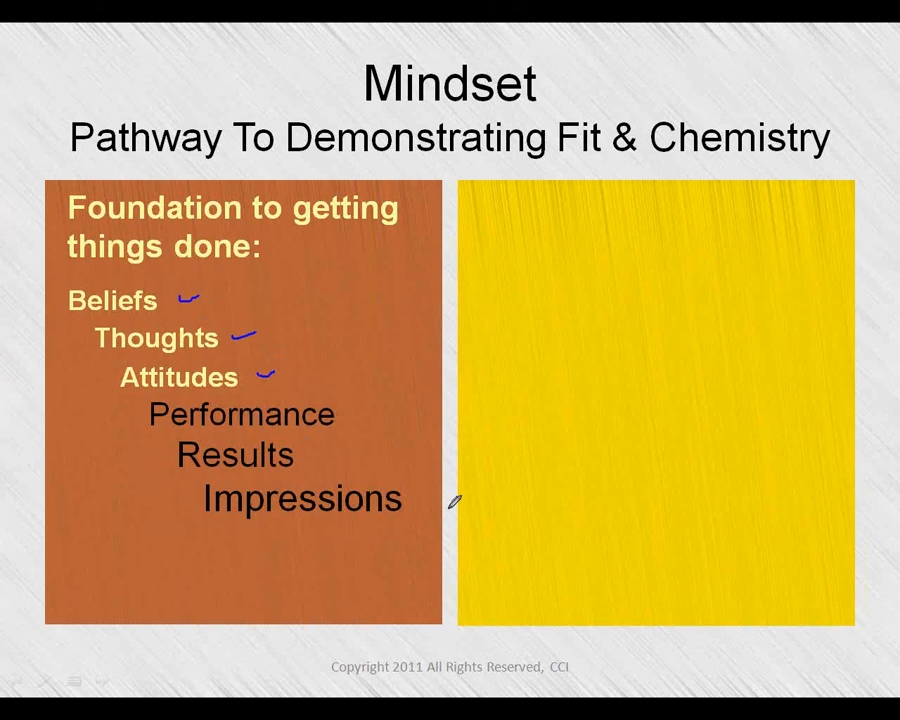 Mindset
Pathway To Demonstrating Fit & Chemistry
Foundation to getting
things done:
Beliefs
Thoughts
Attitudes
Performance
Results
Impressions
Copyright 2011 All Rights Reserved, CCI